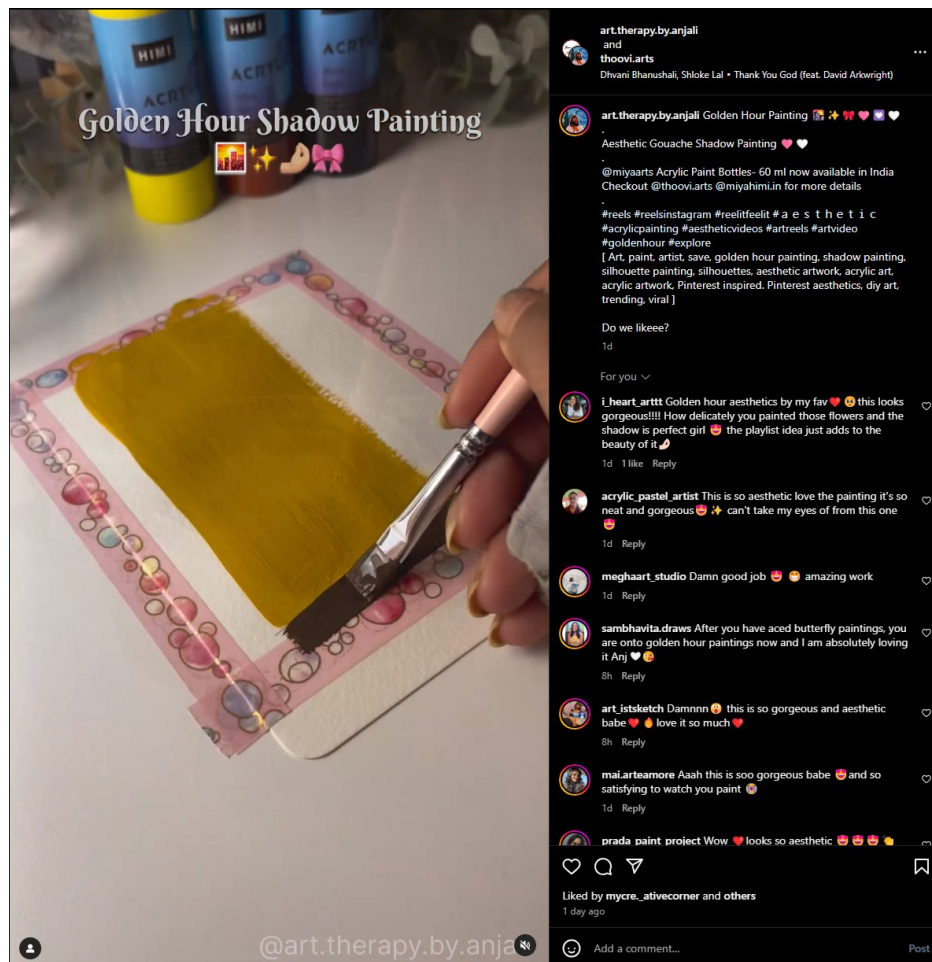 HIMI
HIMI
ACRYL
ACRY
ACRYL
Golden Hour Shadow Painting
@art.therapy.by.anja
art.therapy.by.anjali
and
thoovi.arts
Dhvani Bhanushali, Shloke Lal • Thank You God (feat. David Arkwright)
art.therapy.by.anjali Golden Hour Painting 🌇✨🎀💗💟🤍
.
Aesthetic Gouache Shadow Painting 💗🤍
.
@miyaarts Acrylic Paint Bottles- 60 ml now available in India
Checkout @thoovi.arts @miyahimi.in for more details
.
#reels #reelsinstagram #reelitfeelit # a e s t h e t i c
#acrylicpainting #aestheticvideos #artreels #artvideo
#goldenhour #explore
[ Art, paint, artist, save, golden hour painting, shadow painting,
silhouette painting, silhouettes, aesthetic artwork, acrylic art,
acrylic artwork, Pinterest inspired. Pinterest aesthetics, diy art,
trending, viral ]
Do we likeee?
1d
For you
i_heart_arttt Golden hour aesthetics by my fav❤️🥹this looks
gorgeous!!!! How delicately you painted those flowers and the
shadow is perfect girl 😍 the playlist idea just adds to the
beauty of it🤌🏻
1d 1 like Reply
acrylic_pastel_artist This is so aesthetic love the painting it's so
neat and gorgeous😍✨ can't take my eyes of from this one
😍
1d Reply
meghaart_studio Damn good job 😍 😁 amazing work
1d Reply
sambhavita.draws After you have aced butterfly paintings, you
are onto golden hour paintings now and I am absolutely loving
it Anj 🤍😘
8h Reply
art_istsketch Damnnn😲 this is so gorgeous and aesthetic
babe❤️🔥love it so much❤️
8h Reply
mai.arteamore Aaah this is soo gorgeous babe 😍and so
satisfying to watch you paint 😭
1d Reply
prada_paint_project Wow ❤️looks so aesthetic 😍😍😍👏
Liked by mycre._ativecorner and others
1 day ago
Add a comment...
Post